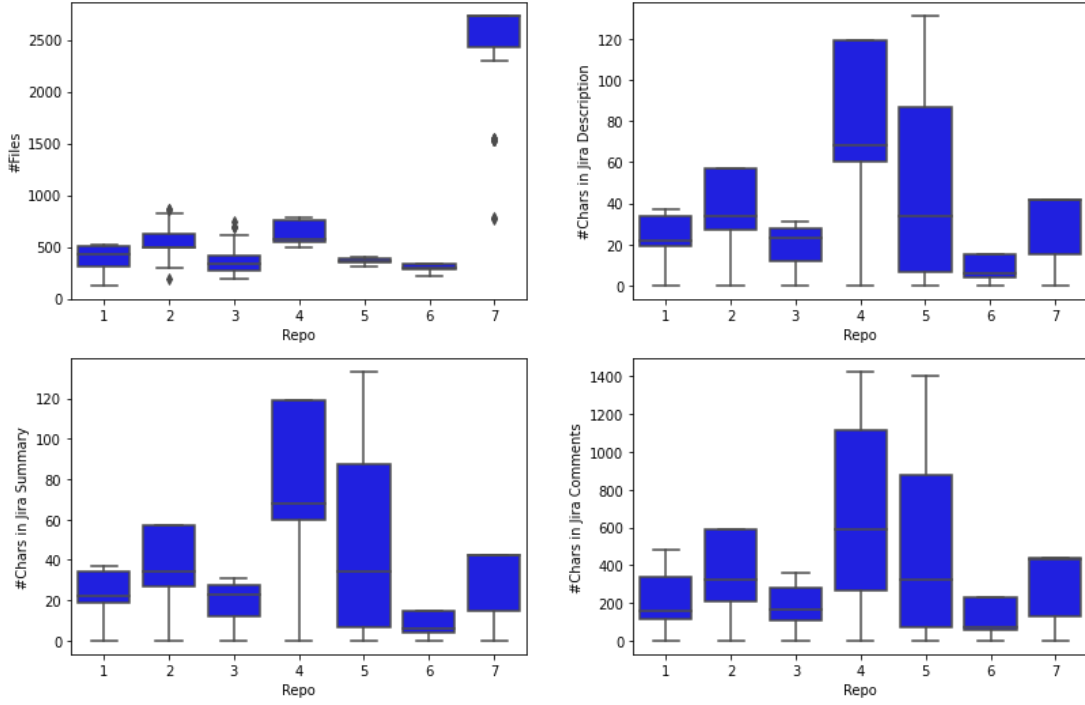 #Files
2500
2000
1500
1000
500
0
1 2 3 4 5 6 7
Repo
#Chars in Jira Description
120
100
80
60
40
20
0
1 2 3 4 5 6 7
Repo
#Chars in Jira Summary
120
100
80
60
40
20
0
1 2 3 4 5 6 7
Repo
#Chars in Jira Comments
1400
1200
1000
800
600
400
200
0
1 2 3 4 5 6 7
Repo